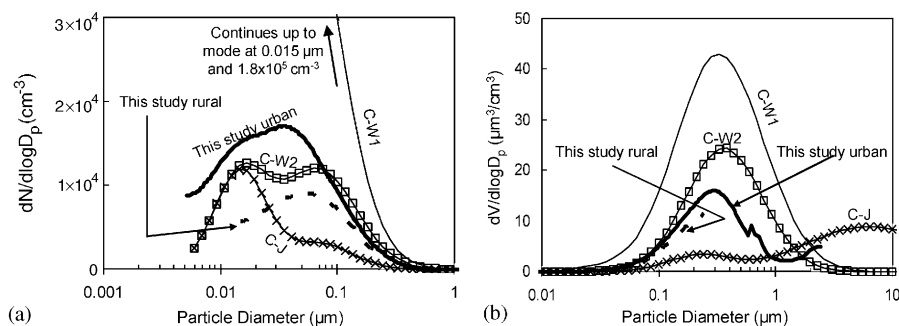 3×10⁴
2×10⁴
1×10⁴
0
dN/dlogDp (cm⁻³)
Continues up to
mode at 0.015 µm
and 1.8x10⁵ cm⁻³
This study rural
This study urban
C-W2
C-W1
C-J
0.001
0.01
0.1
1
Particle Diameter (µm)
(a)
50
40
30
20
10
0
dV/dlogDp (µm³/cm³)
C-W1
C-W2
This study rural
This study urban
C-J
0.01
0.1
1
10
Particle Diameter (µm)
(b)